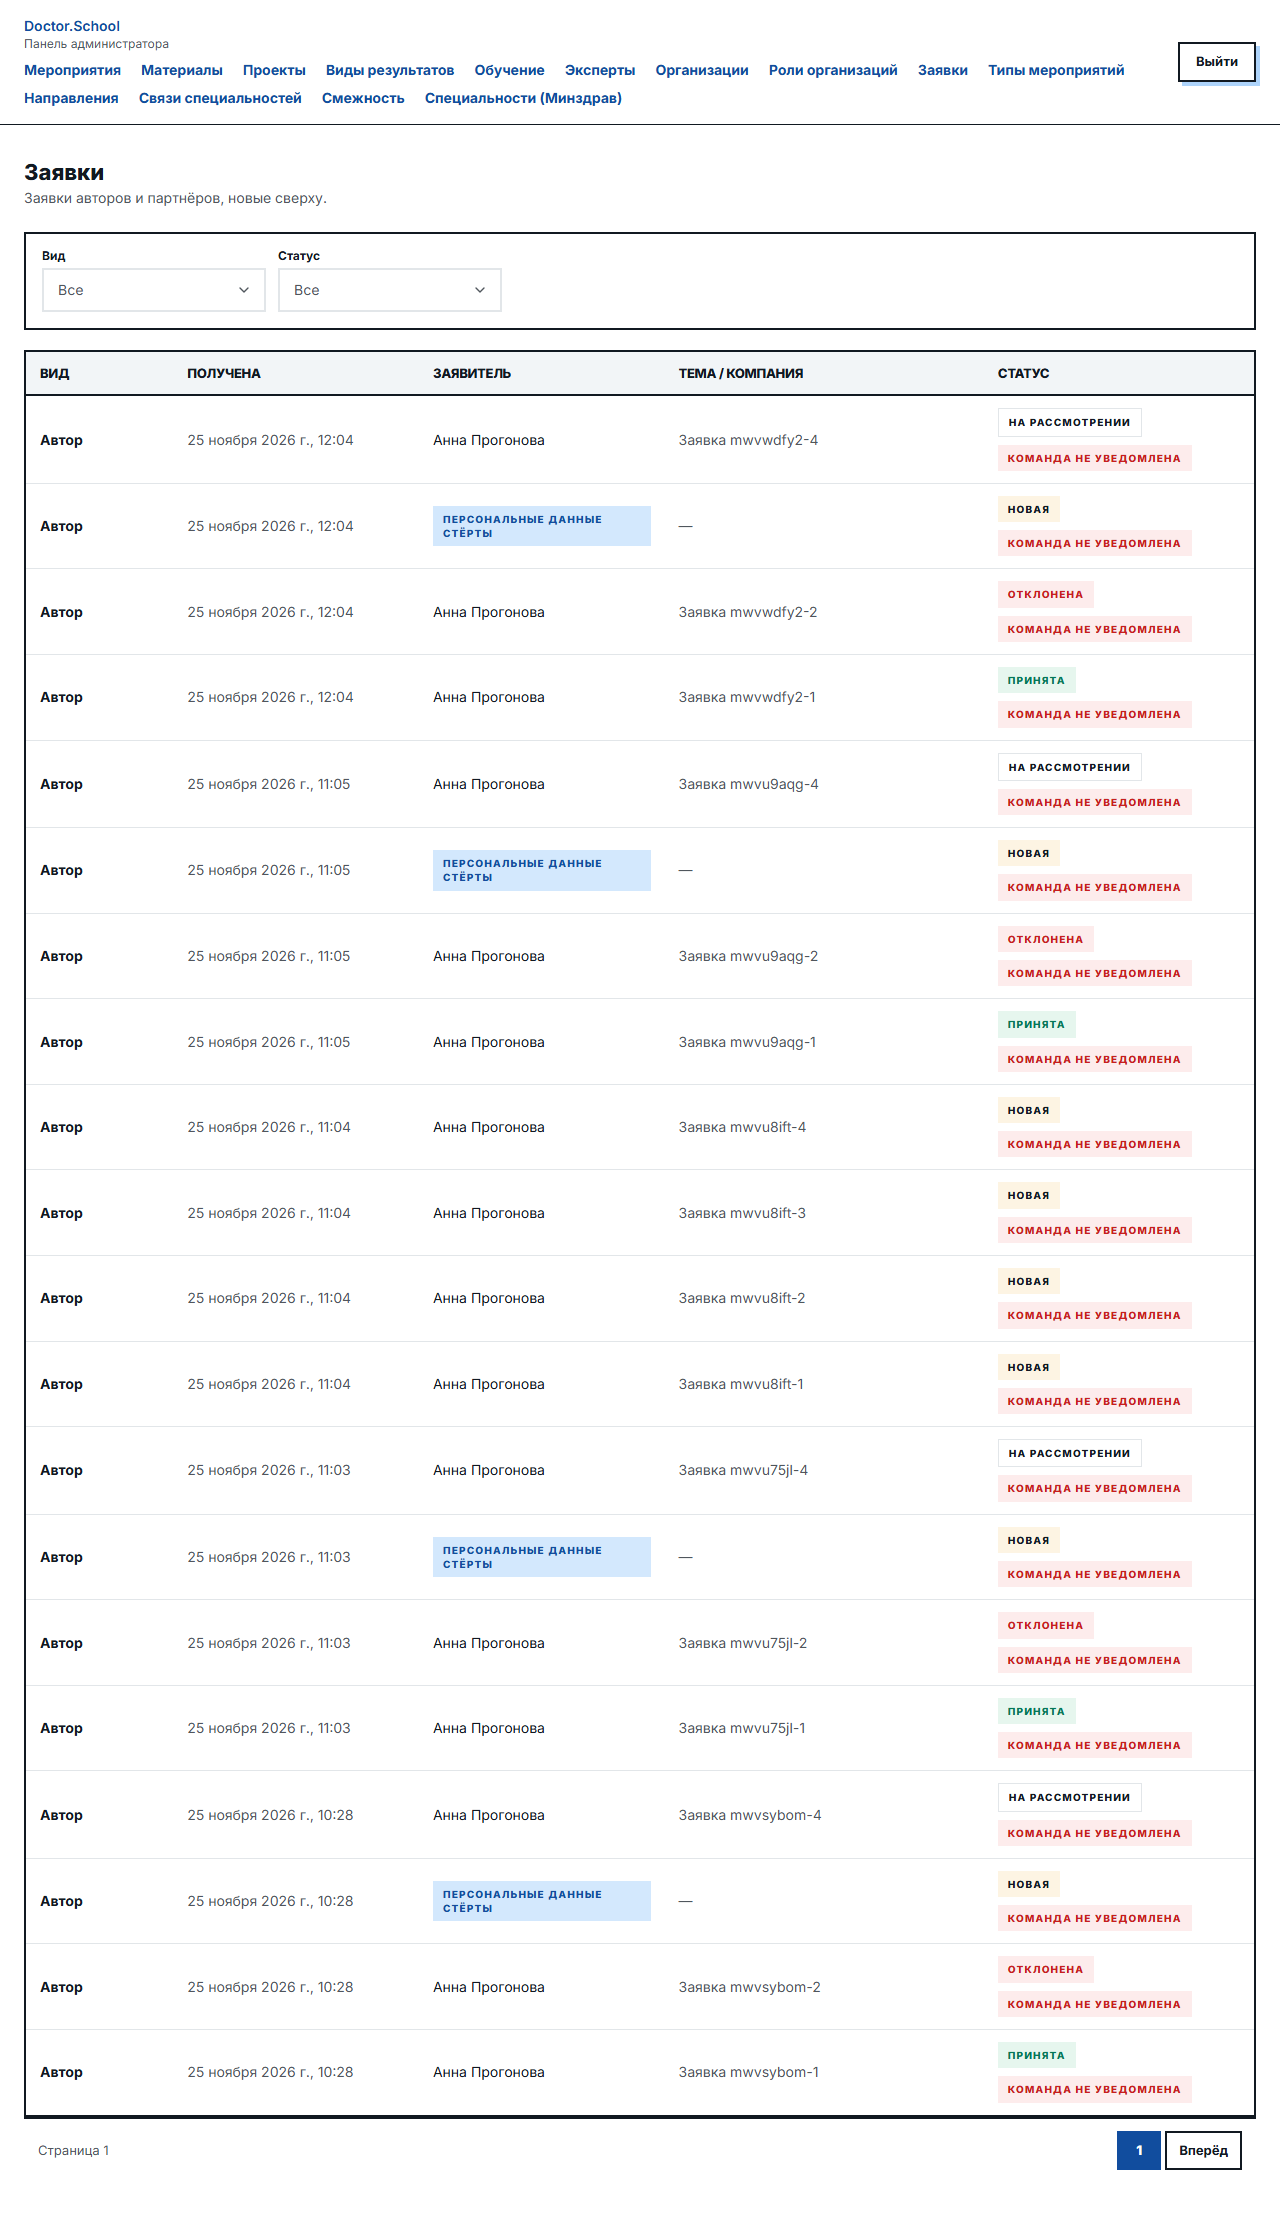 Doctor.School
Панель администратора
Мероприятия Материалы Проекты Виды результатов Обучение Эксперты Организации Роли организаций Заявки Типы мероприятий
Направления Связи специальностей Смежность Специальности (Минздрав)
Выйти
Заявки
Заявки авторов и партнёров, новые сверху.
Вид Статус
Все Все
ВИД ПОЛУЧЕНА ЗАЯВИТЕЛЬ ТЕМА / КОМПАНИЯ СТАТУС
Автор 25 ноября 2026 г., 12:04 Анна Прогонова Заявка mwvwdfy2-4 НА РАССМОТРЕНИИ
КОМАНДА НЕ УВЕДОМЛЕНА
Автор 25 ноября 2026 г., 12:04 ПЕРСОНАЛЬНЫЕ ДАННЫЕ СТЁРТЫ — НОВАЯ
КОМАНДА НЕ УВЕДОМЛЕНА
Автор 25 ноября 2026 г., 12:04 Анна Прогонова Заявка mwvwdfy2-2 ОТКЛОНЕНА
КОМАНДА НЕ УВЕДОМЛЕНА
Автор 25 ноября 2026 г., 12:04 Анна Прогонова Заявка mwvwdfy2-1 ПРИНЯТА
КОМАНДА НЕ УВЕДОМЛЕНА
Автор 25 ноября 2026 г., 11:05 Анна Прогонова Заявка mwvu9aqg-4 НА РАССМОТРЕНИИ
КОМАНДА НЕ УВЕДОМЛЕНА
Автор 25 ноября 2026 г., 11:05 ПЕРСОНАЛЬНЫЕ ДАННЫЕ СТЁРТЫ — НОВАЯ
КОМАНДА НЕ УВЕДОМЛЕНА
Автор 25 ноября 2026 г., 11:05 Анна Прогонова Заявка mwvu9aqg-2 ОТКЛОНЕНА
КОМАНДА НЕ УВЕДОМЛЕНА
Автор 25 ноября 2026 г., 11:05 Анна Прогонова Заявка mwvu9aqg-1 ПРИНЯТА
КОМАНДА НЕ УВЕДОМЛЕНА
Автор 25 ноября 2026 г., 11:04 Анна Прогонова Заявка mwvu8ift-4 НОВАЯ
КОМАНДА НЕ УВЕДОМЛЕНА
Автор 25 ноября 2026 г., 11:04 Анна Прогонова Заявка mwvu8ift-3 НОВАЯ
КОМАНДА НЕ УВЕДОМЛЕНА
Автор 25 ноября 2026 г., 11:04 Анна Прогонова Заявка mwvu8ift-2 НОВАЯ
КОМАНДА НЕ УВЕДОМЛЕНА
Автор 25 ноября 2026 г., 11:04 Анна Прогонова Заявка mwvu8ift-1 НОВАЯ
КОМАНДА НЕ УВЕДОМЛЕНА
Автор 25 ноября 2026 г., 11:03 Анна Прогонова Заявка mwvu75jl-4 НА РАССМОТРЕНИИ
КОМАНДА НЕ УВЕДОМЛЕНА
Автор 25 ноября 2026 г., 11:03 ПЕРСОНАЛЬНЫЕ ДАННЫЕ СТЁРТЫ — НОВАЯ
КОМАНДА НЕ УВЕДОМЛЕНА
Автор 25 ноября 2026 г., 11:03 Анна Прогонова Заявка mwvu75jl-2 ОТКЛОНЕНА
КОМАНДА НЕ УВЕДОМЛЕНА
Автор 25 ноября 2026 г., 11:03 Анна Прогонова Заявка mwvu75jl-1 ПРИНЯТА
КОМАНДА НЕ УВЕДОМЛЕНА
Автор 25 ноября 2026 г., 10:28 Анна Прогонова Заявка mwvsybom-4 НА РАССМОТРЕНИИ
КОМАНДА НЕ УВЕДОМЛЕНА
Автор 25 ноября 2026 г., 10:28 ПЕРСОНАЛЬНЫЕ ДАННЫЕ СТЁРТЫ — НОВАЯ
КОМАНДА НЕ УВЕДОМЛЕНА
Автор 25 ноября 2026 г., 10:28 Анна Прогонова Заявка mwvsybom-2 ОТКЛОНЕНА
КОМАНДА НЕ УВЕДОМЛЕНА
Автор 25 ноября 2026 г., 10:28 Анна Прогонова Заявка mwvsybom-1 ПРИНЯТА
КОМАНДА НЕ УВЕДОМЛЕНА
Страница 1 1 Вперёд